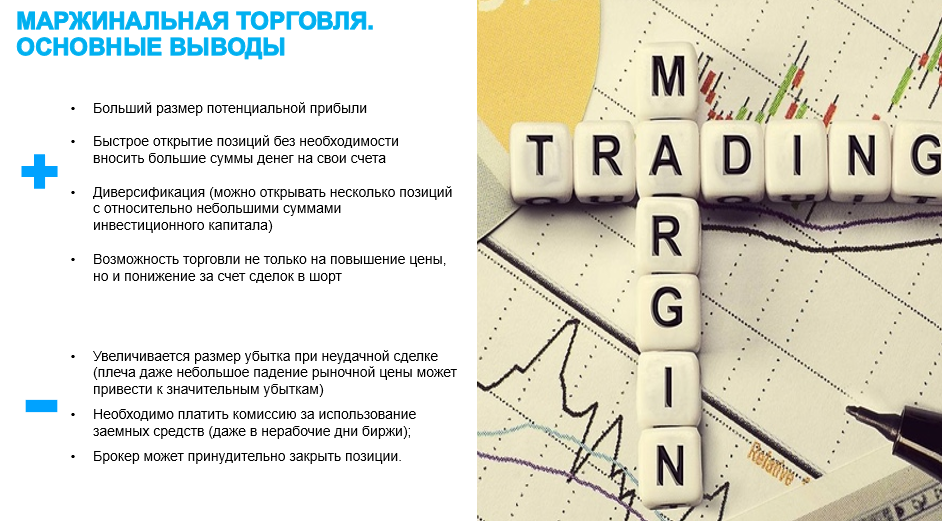 МАРЖИНАЛЬНАЯ ТОРГОВЛЯ.
ОСНОВНЫЕ ВЫВОДЫ
• Больший размер потенциальной прибыли
• Быстрое открытие позиций без необходимости
вносить большие суммы денег на свои счета
• Диверсификация (можно открывать несколько позиций
с относительно небольшими суммами
инвестиционного капитала)
• Возможность торговли не только на повышение цены,
но и понижение за счет сделок в шорт
• Увеличивается размер убытка при неудачной сделке
(плеча даже небольшое падение рыночной цены может
привести к значительным убыткам)
• Необходимо платить комиссию за использование
заемных средств (даже в нерабочие дни биржи);
• Брокер может принудительно закрыть позиции.
TRADING
MARGIN
Relative